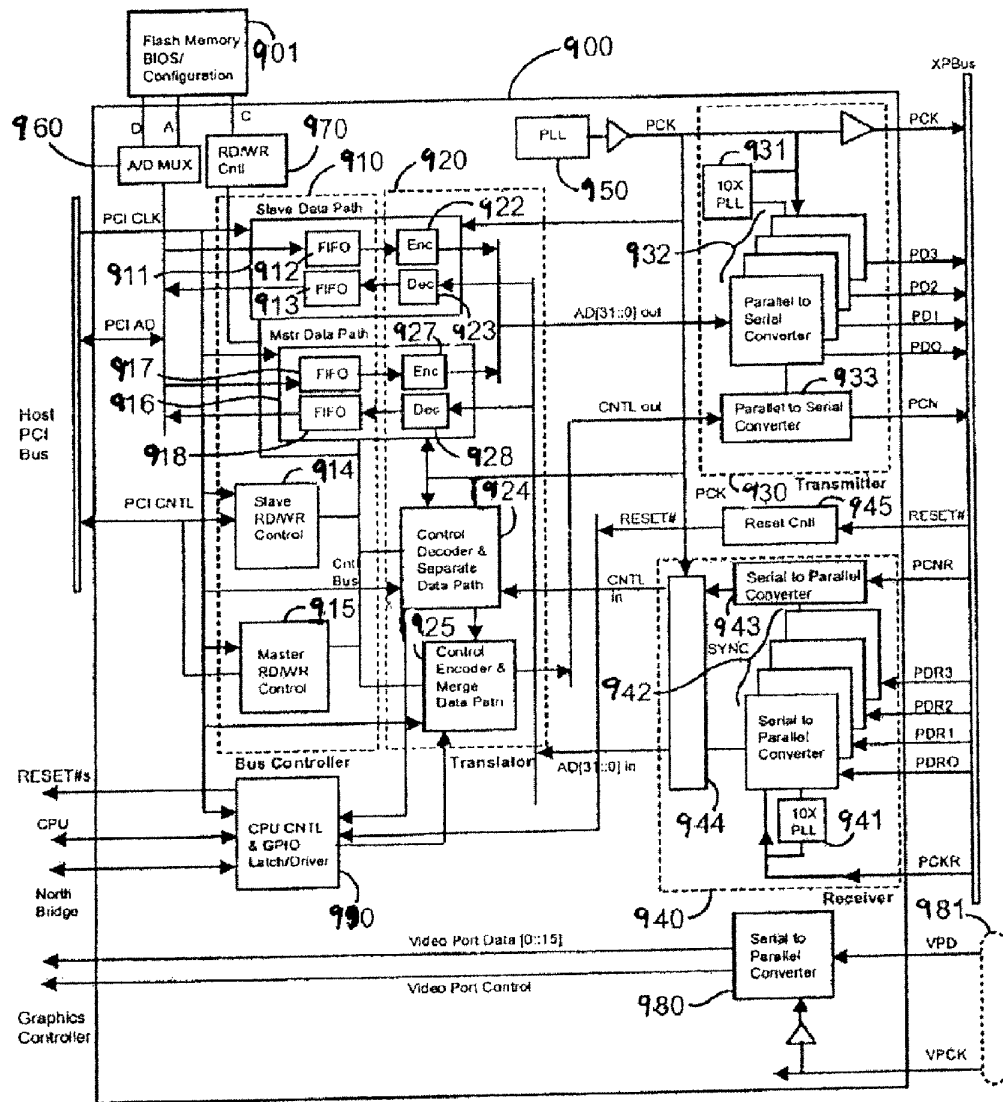 Flash Memory
BIOS/
Configuration
901
900
XPBus
D
A
C
960
A/D MUX
RD/WR
Cntl
970
910
920
PLL
950
PCK
PCK
931
10X
PLL
PCI CLK
Slave Data Path
922
911
912
FIFO
Enc
913
FIFO
Dec
923
932
PD3
PD2
PD1
PD0
Parallel to
Serial
Converter
AD[31::0] out
PCI AD
Mstr Data Path
927
917
FIFO
Enc
916
FIFO
Dec
918
928
933
Parallel to Serial
Converter
CNTL out
PCN
Host
PCI
Bus
914
924
PCI CNTL
Slave
RD/WR
Control
PCK
930
Transmitter
945
RESET#
Reset Cntl
RESET#
Control
Decoder &
Separate
Data Path
Cntl
Bus
CNTL
in
Serial to Parallel
Converter
PCNR
943
915
925
SYNC
Master
RD/WR
Control
Control
Encoder &
Merge
Data Path
942
PDR3
PDR2
PDR1
PDR0
Serial to
Parallel
Converter
Bus Controller
Translator
AD[31::0] in
RESET#s
CPU
CPU CNTL
& GPIO
Latch/Driver
944
10X
PLL
941
PCKR
North
Bridge
990
940
Receiver
981
Video Port Data [0::15]
Serial to
Parallel
Converter
VPD
Video Port Control
980
Graphics
Controller
VPCK